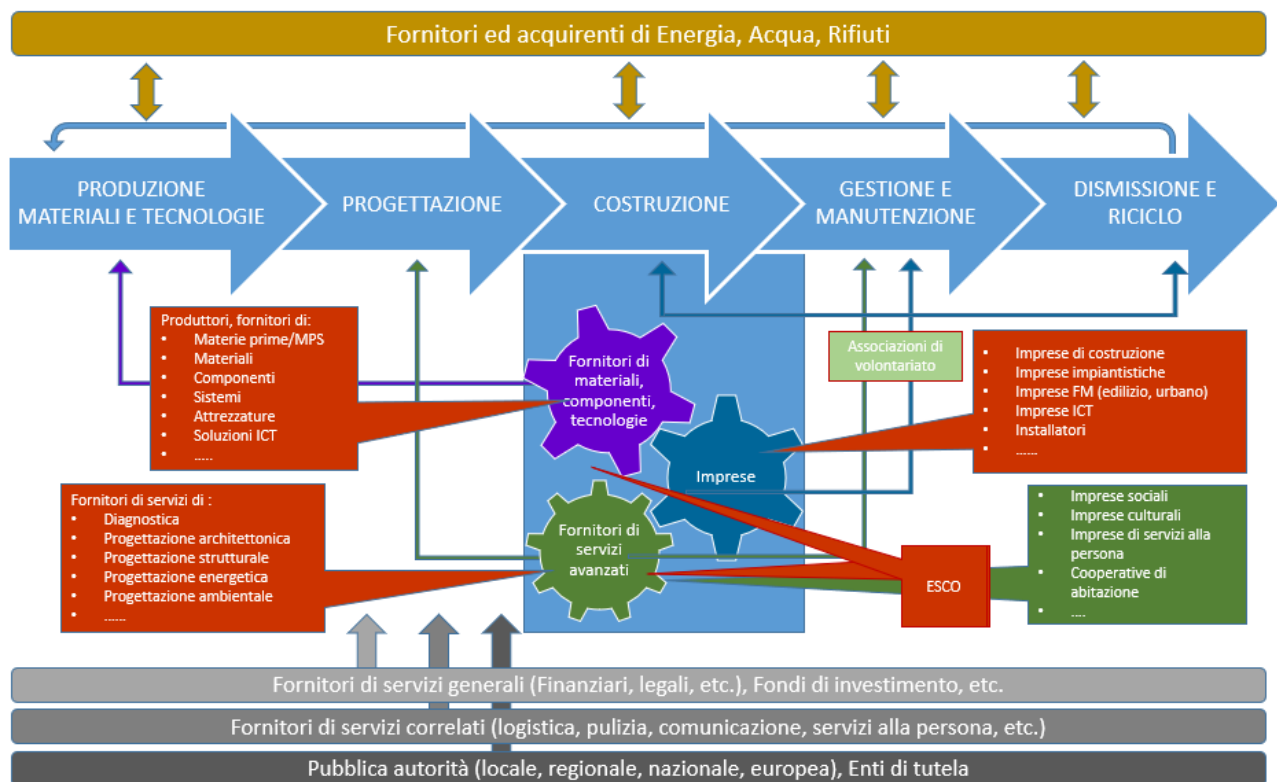 Fornitori ed acquirenti di Energia, Acqua, Rifiuti
PRODUZIONE
MATERIALI E TECNOLOGIE
PROGETTAZIONE
COSTRUZIONE
GESTIONE E
MANUTENZIONE
DISMISSIONE E
RICICLO
Produttori, fornitori di:
• Materie prime/MPS
• Materiali
• Componenti
• Sistemi
• Attrezzature
• Soluzioni ICT
• .....
Fornitori di
materiali,
componenti,
tecnologie
Associazioni di
volontariato
• Imprese di costruzione
• Imprese impiantistiche
• Imprese FM (edilizio, urbano)
• Imprese ICT
• Installatori
• ......
Imprese
Fornitori di servizi di :
• Diagnostica
• Progettazione architettonica
• Progettazione strutturale
• Progettazione energetica
• Progettazione ambientale
• ......
Fornitori di
servizi
avanzati
ESCO
• Imprese sociali
• Imprese culturali
• Imprese di servizi alla
persona
• Cooperative di
abitazione
• ....
Fornitori di servizi generali (Finanziari, legali, etc.), Fondi di investimento, etc.
Fornitori di servizi correlati (logistica, pulizia, comunicazione, servizi alla persona, etc.)
Pubblica autorità (locale, regionale, nazionale, europea), Enti di tutela